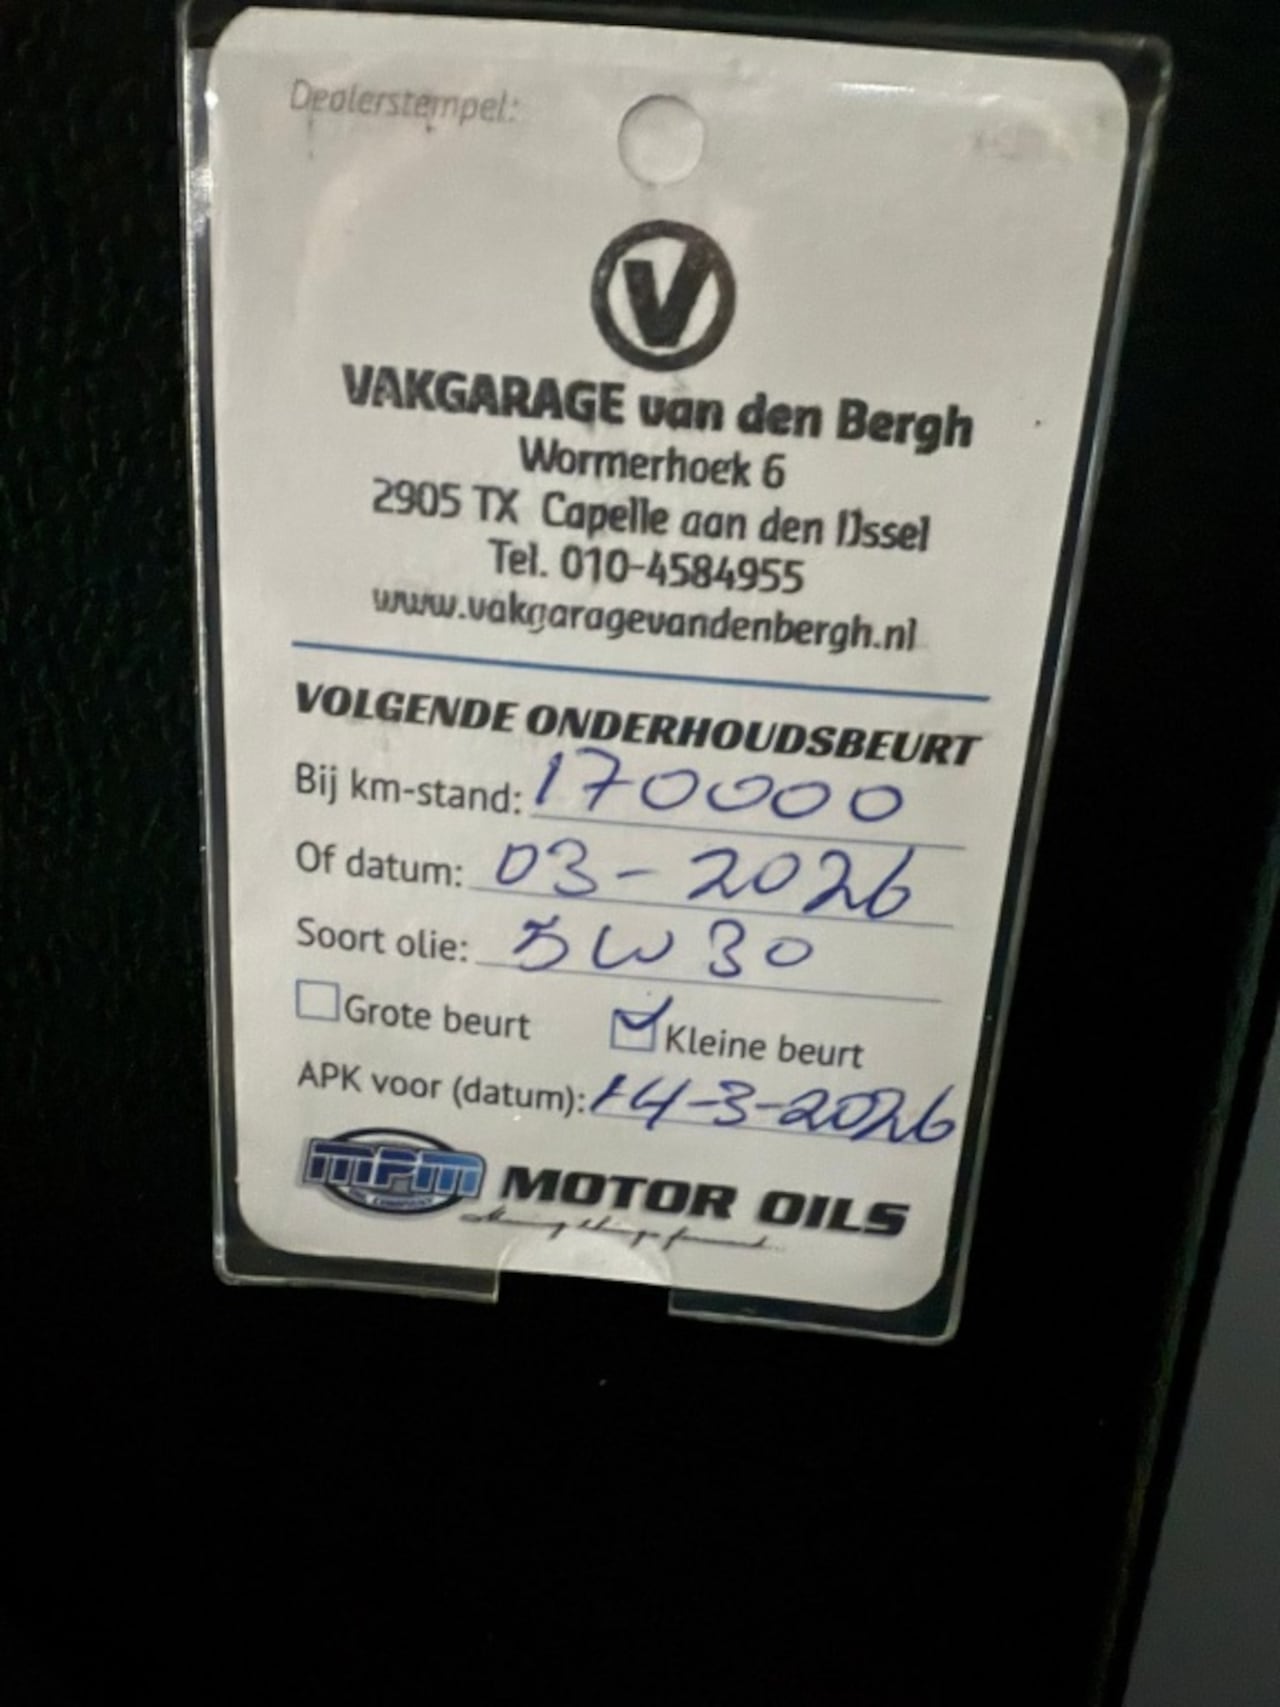 Dealerstempel:
V
VAKGARAGE van den Bergh
Wormerhoek 6
2905 TX Capelle aan den IJssel
Tel. 010-4584955
www.vakgaragevandenbergh.nl
VOLGENDE ONDERHOUDSBEURT
Bij km-stand: 170000
Of datum: 03-2026
Soort olie: 5W30
Grote beurt Kleine beurt
APK voor (datum): 14-3-2026
MPM MOTOR OILS
OIL COMPANY